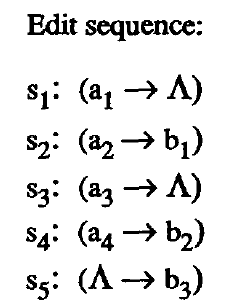 Edit sequence:
s₁: (a₁ → Λ)
s₂: (a₂ → b₁)
s₃: (a₃ → Λ)
s₄: (a₄ → b₂)
s₅: (Λ → b₃)